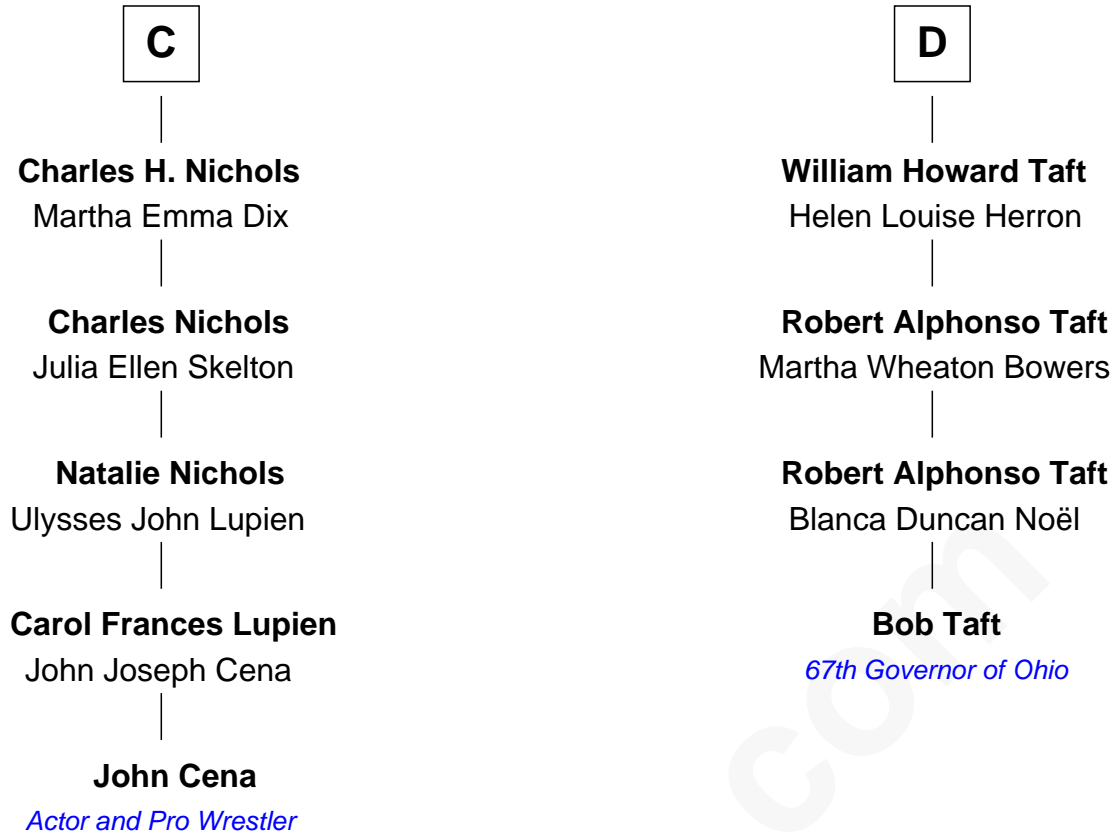 C
Charles H. Nichols
Martha Emma Dix
Charles Nichols
Julia Ellen Skelton
Natalie Nichols
Ulysses John Lupien
Carol Frances Lupien
John Joseph Cena
John Cena
Actor and Pro Wrestler
D
William Howard Taft
Helen Louise Herron
Robert Alphonso Taft
Martha Wheaton Bowers
Robert Alphonso Taft
Blanca Duncan Noël
Bob Taft
67th Governor of Ohio
com